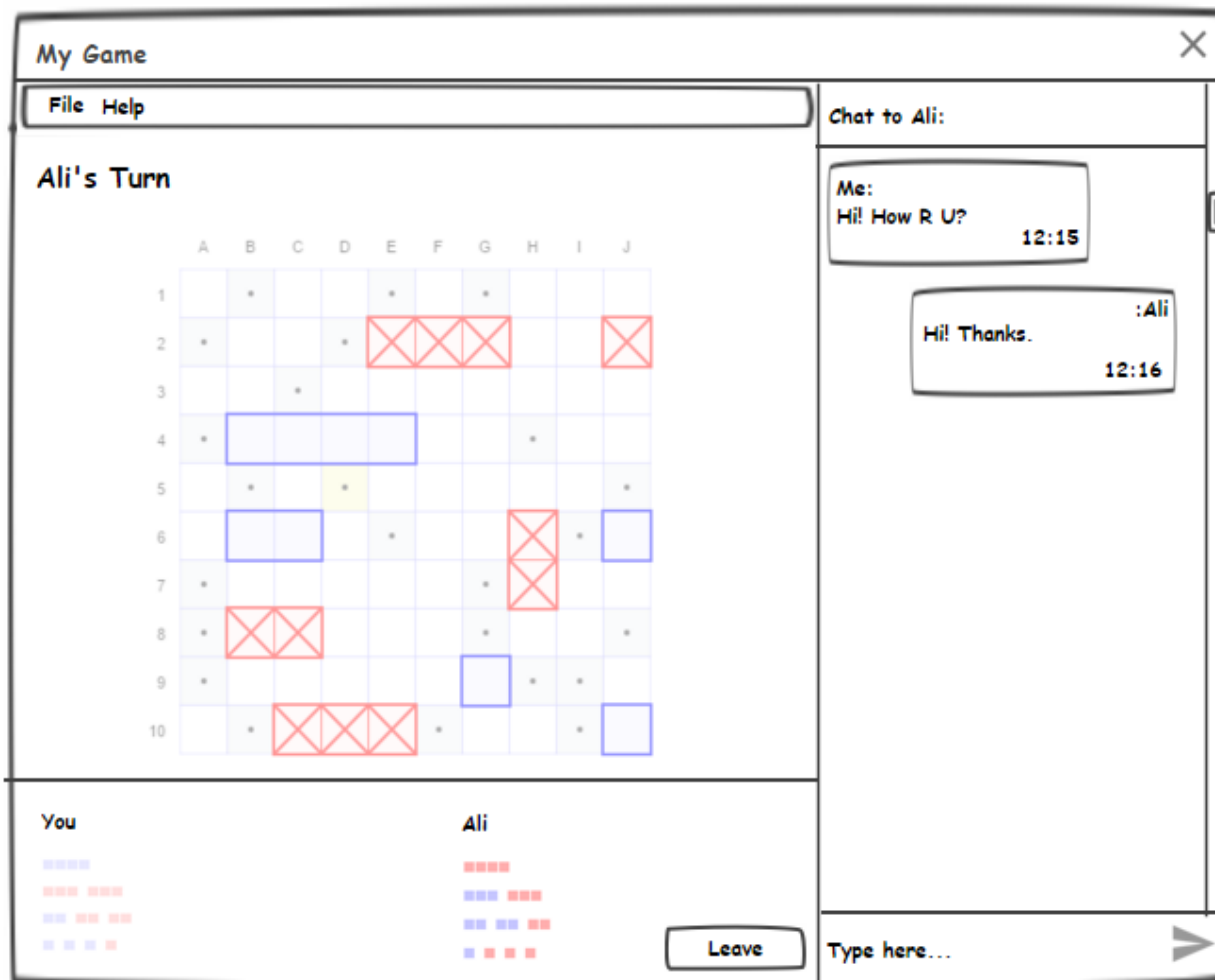 My Game
File Help
Ali's Turn
A B C D E F G H I J
1
2
3
4
5
6
7
8
9
10
You
Ali
Leave
Chat to Ali:
Me:
Hi! How R U?
12:15
:Ali
Hi! Thanks.
12:16
Type here...